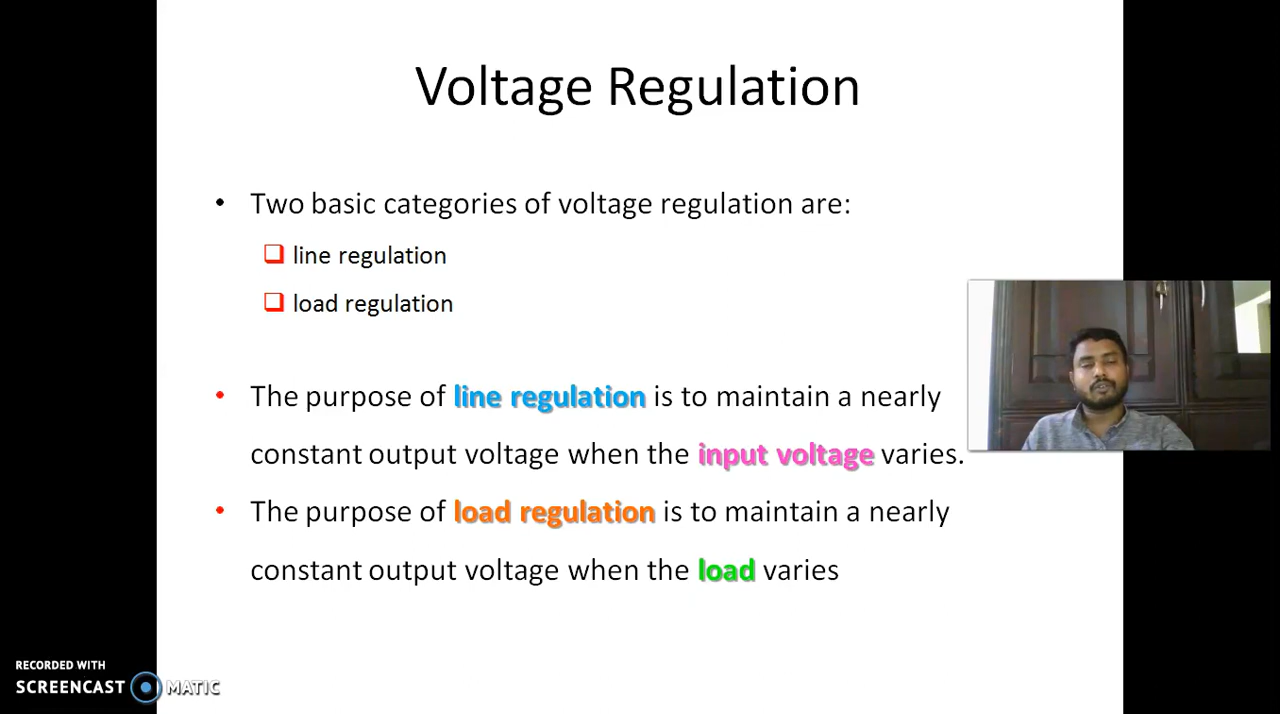 Voltage Regulation
• Two basic categories of voltage regulation are:
❑ line regulation
❑ load regulation
• The purpose of line regulation is to maintain a nearly
constant output voltage when the input voltage varies.
• The purpose of load regulation is to maintain a nearly
constant output voltage when the load varies
RECORDED WITH
SCREENCAST MATIC